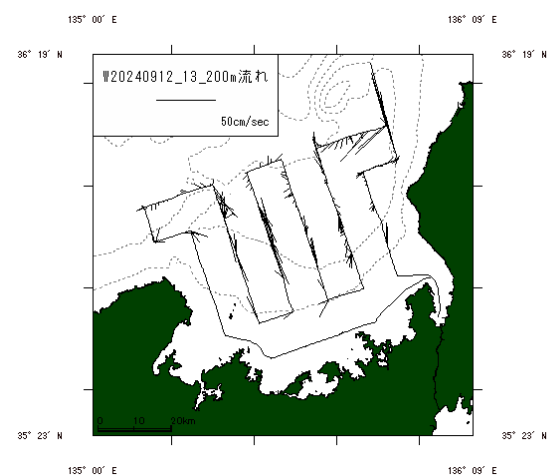 135° 00′ E
136° 09′ E
36° 19′ N
36° 19′ N
W20240912_13_200m流れ
50cm/sec
0 10 20km
35° 23′ N
35° 23′ N
135° 00′ E
136° 09′ E